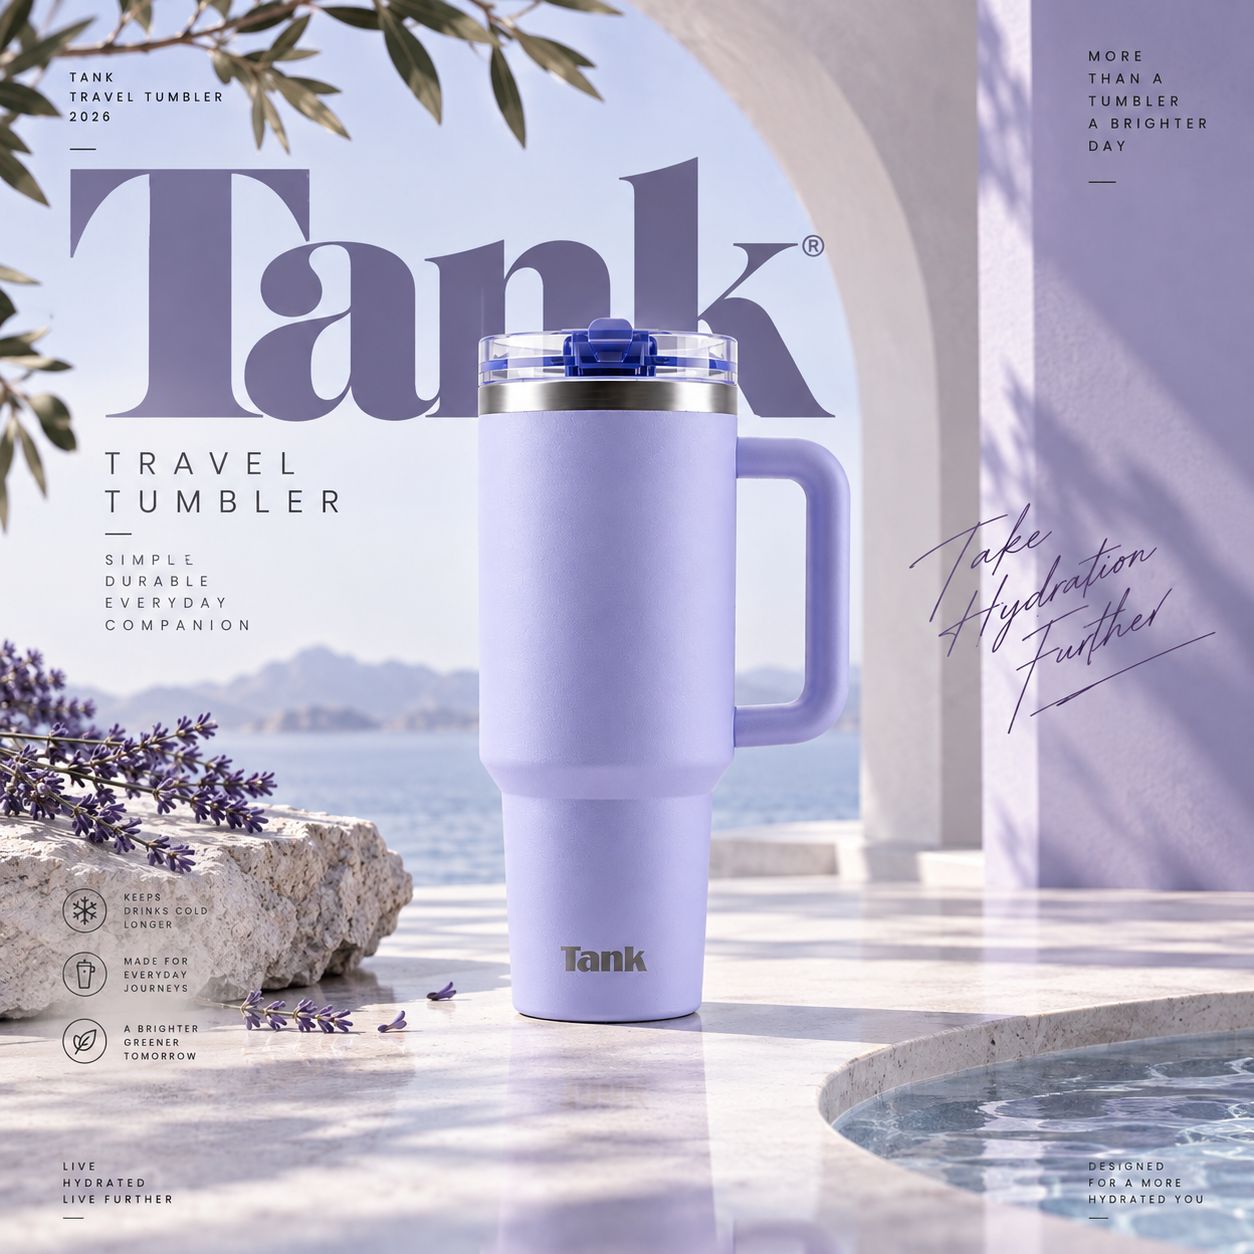 TANK
TRAVEL TUMBLER
2026
MORE
THAN A
TUMBLER
A BRIGHTER
DAY
Tank®
TRAVEL
TUMBLER
SIMPLE
DURABLE
EVERYDAY
COMPANION
Take
Hydration
Further
KEEPS
DRINKS COLD
LONGER
MADE FOR
EVERYDAY
JOURNEYS
A BRIGHTER
GREENER
TOMORROW
Tank
LIVE
HYDRATED
LIVE FURTHER
DESIGNED
FOR A MORE
HYDRATED YOU